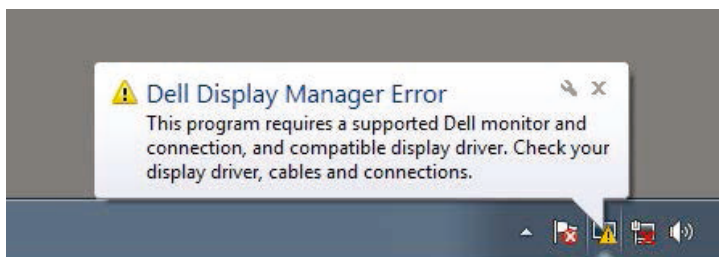 Dell Display Manager Error
This program requires a supported Dell monitor and
connection, and compatible display driver. Check your
display driver, cables and connections.